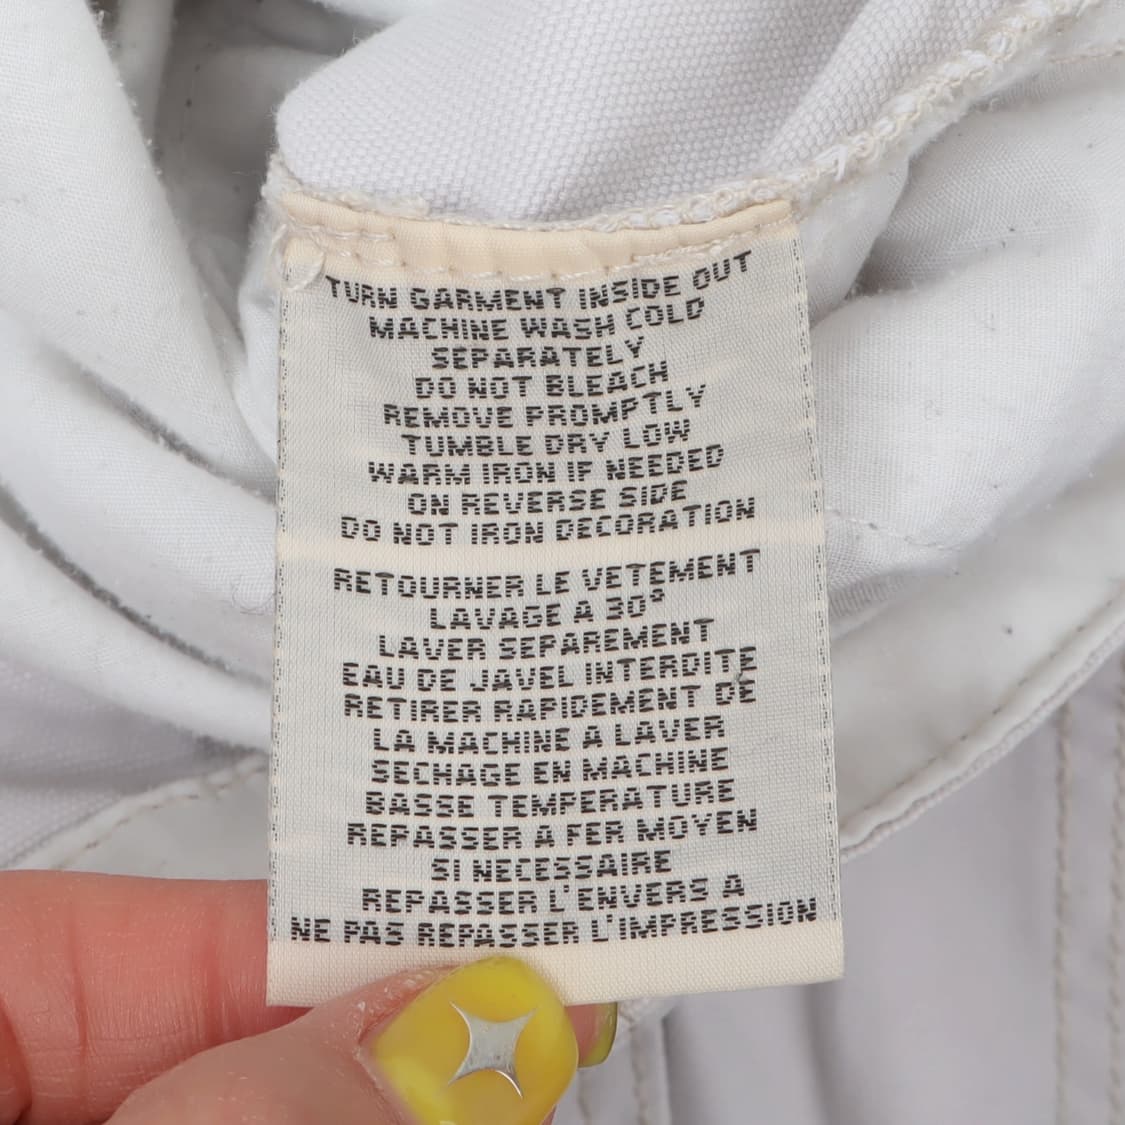 TURN GARMENT INSIDE OUT
MACHINE WASH COLD
SEPARATELY
DO NOT BLEACH
REMOVE PROMPTLY
TUMBLE DRY LOW
WARM IRON IF NEEDED
ON REVERSE SIDE
DO NOT IRON DECORATION
RETOURNER LE VETEMENT
LAVAGE A 30°
LAVER SEPAREMENT
EAU DE JAVEL INTERDITE
RETIRER RAPIDEMENT DE
LA MACHINE A LAVER
SECHAGE EN MACHINE
BASSE TEMPERATURE
REPASSER A FER MOYEN
SI NECESSAIRE
REPASSER L'ENVERS A
NE PAS REPASSER L'IMPRESSION